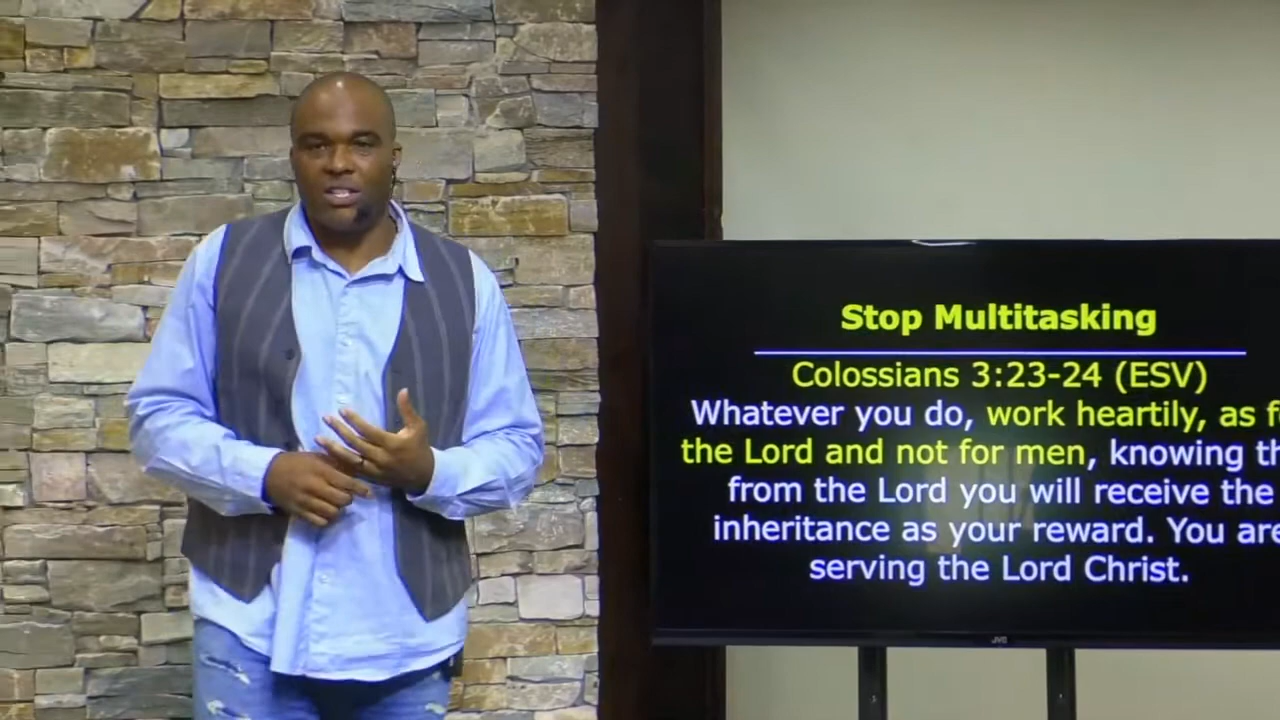 Stop Multitasking
Colossians 3:23-24 (ESV)
Whatever you do, work heartily, as
the Lord and not for men, knowing
from the Lord you will receive the
inheritance as your reward. You are
serving the Lord Christ.
JVC